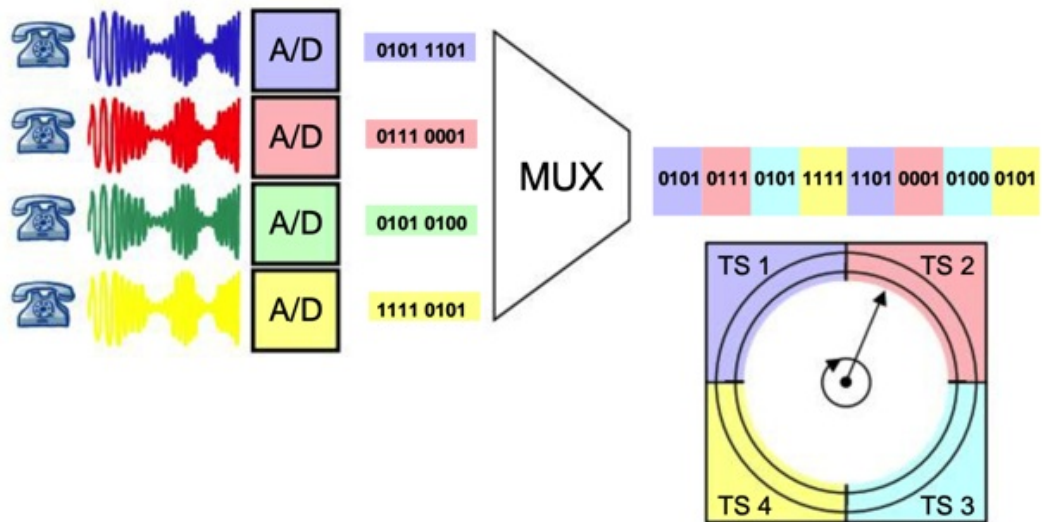 A/D
0101 1101
A/D
0111 0001
A/D
0101 0100
A/D
1111 0101
MUX
0101 0111 0101 1111 1101 0001 0100 0101
TS 1 TS 2
TS 4 TS 3